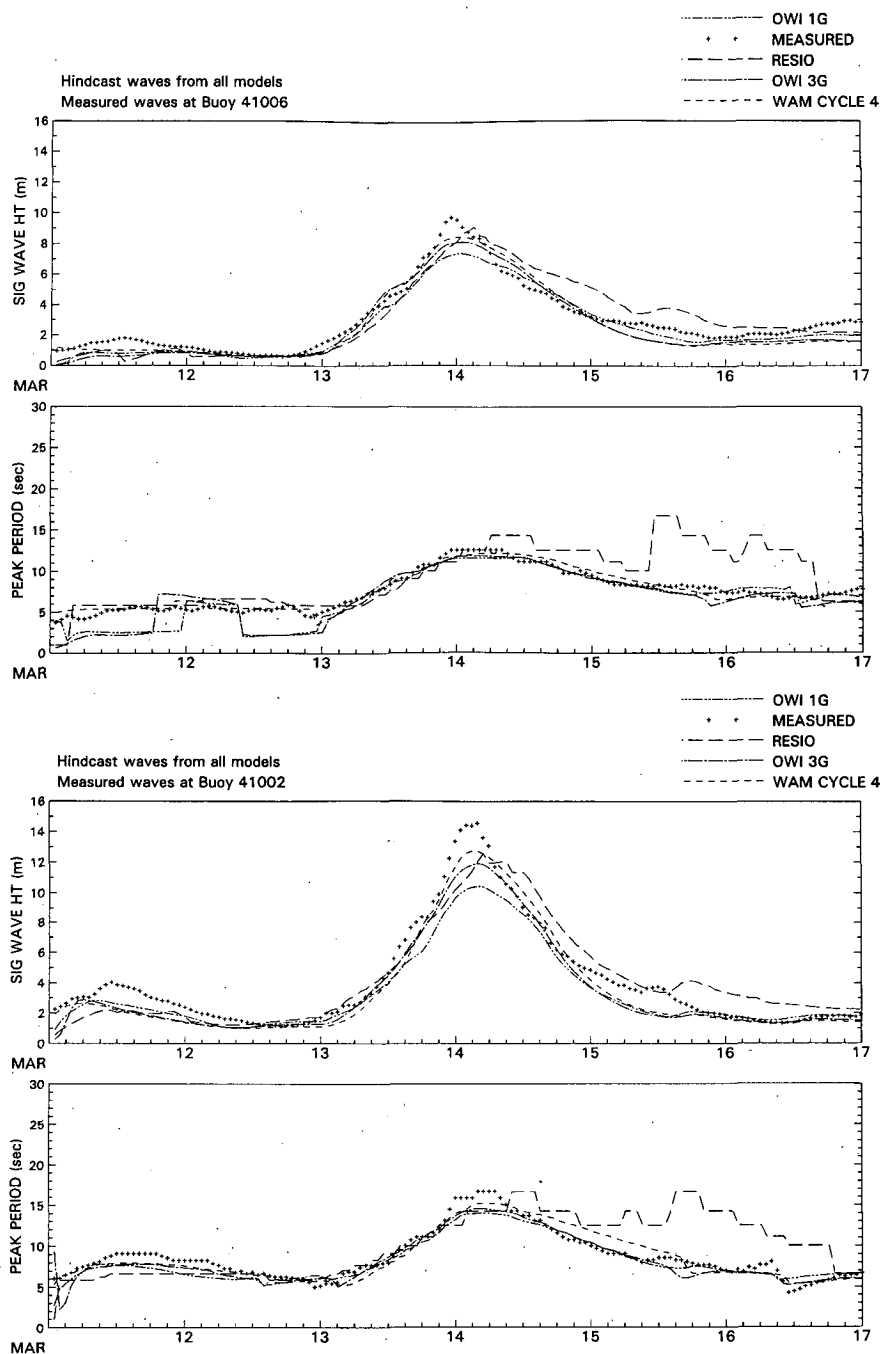 OWI 1G
MEASURED
RESIO
OWI 3G
WAM CYCLE 4
Hindcast waves from all models
Measured waves at Buoy 41006
SIG WAVE HT (m)
16
14
12
10
8
6
4
2
0
MAR
12
13
14
15
16
17
PEAK PERIOD (sec)
30
25
20
15
10
5
0
MAR
12
13
14
15
16
17
OWI 1G
MEASURED
RESIO
OWI 3G
WAM CYCLE 4
Hindcast waves from all models
Measured waves at Buoy 41002
SIG WAVE HT (m)
16
14
12
10
8
6
4
2
0
MAR
12
13
14
15
16
17
PEAK PERIOD (sec)
30
25
20
15
10
5
0
MAR
12
13
14
15
16
17